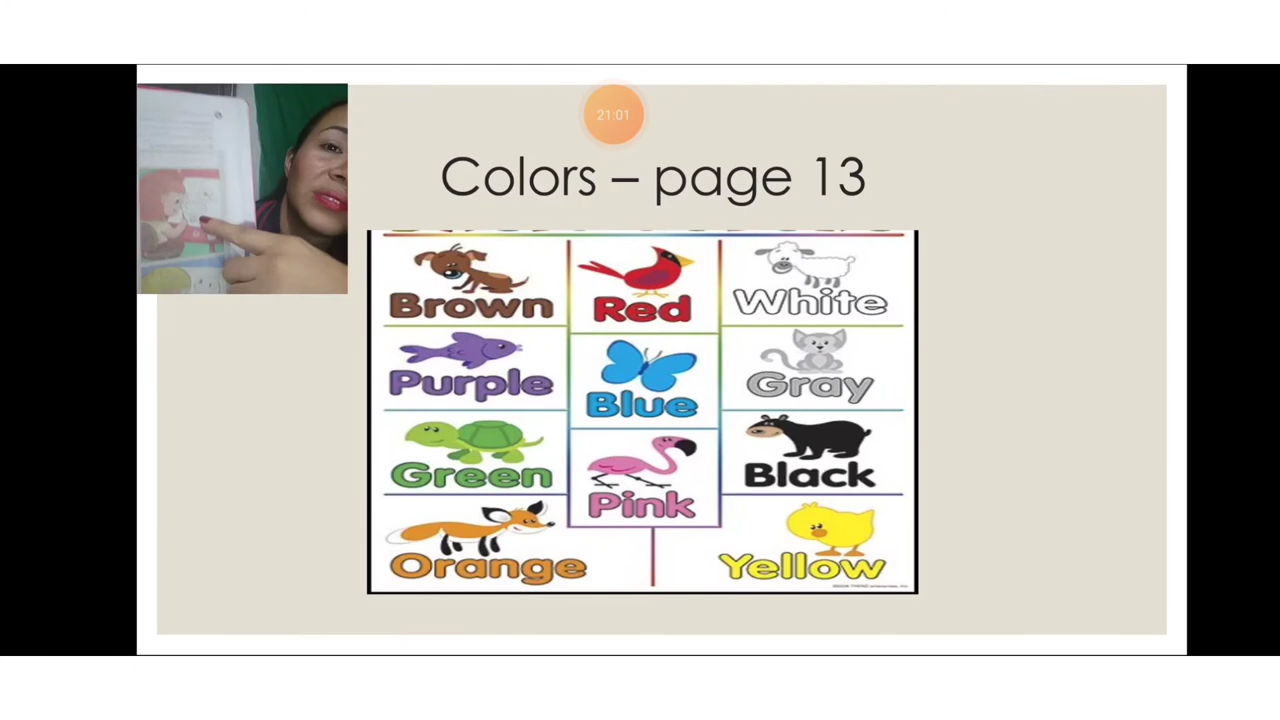 21:01
Colors – page 13
Brown
Red
White
Purple
Blue
Gray
Green
Pink
Black
Orange
Yellow